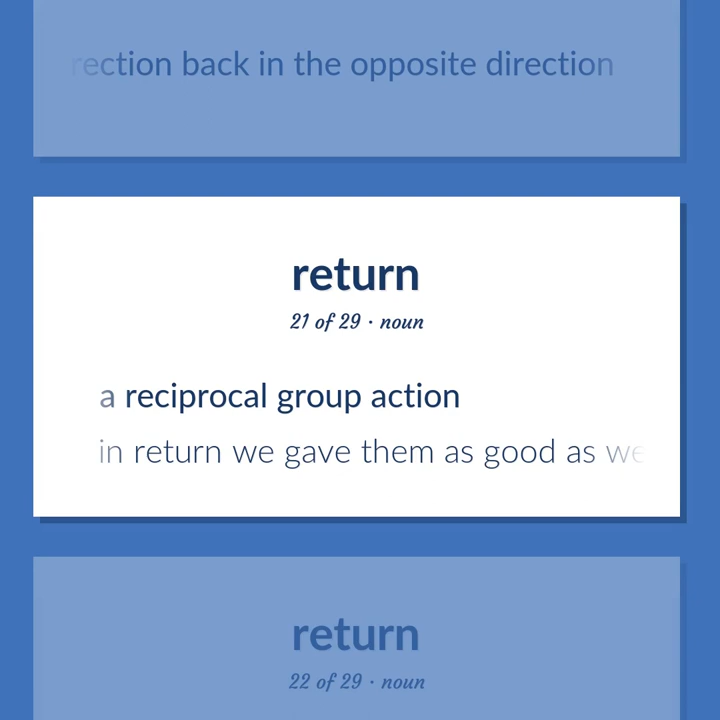 rection back in the opposite direction
return
21 of 29 · noun
a reciprocal group action
in return we gave them as good as we
return
22 of 29 · noun